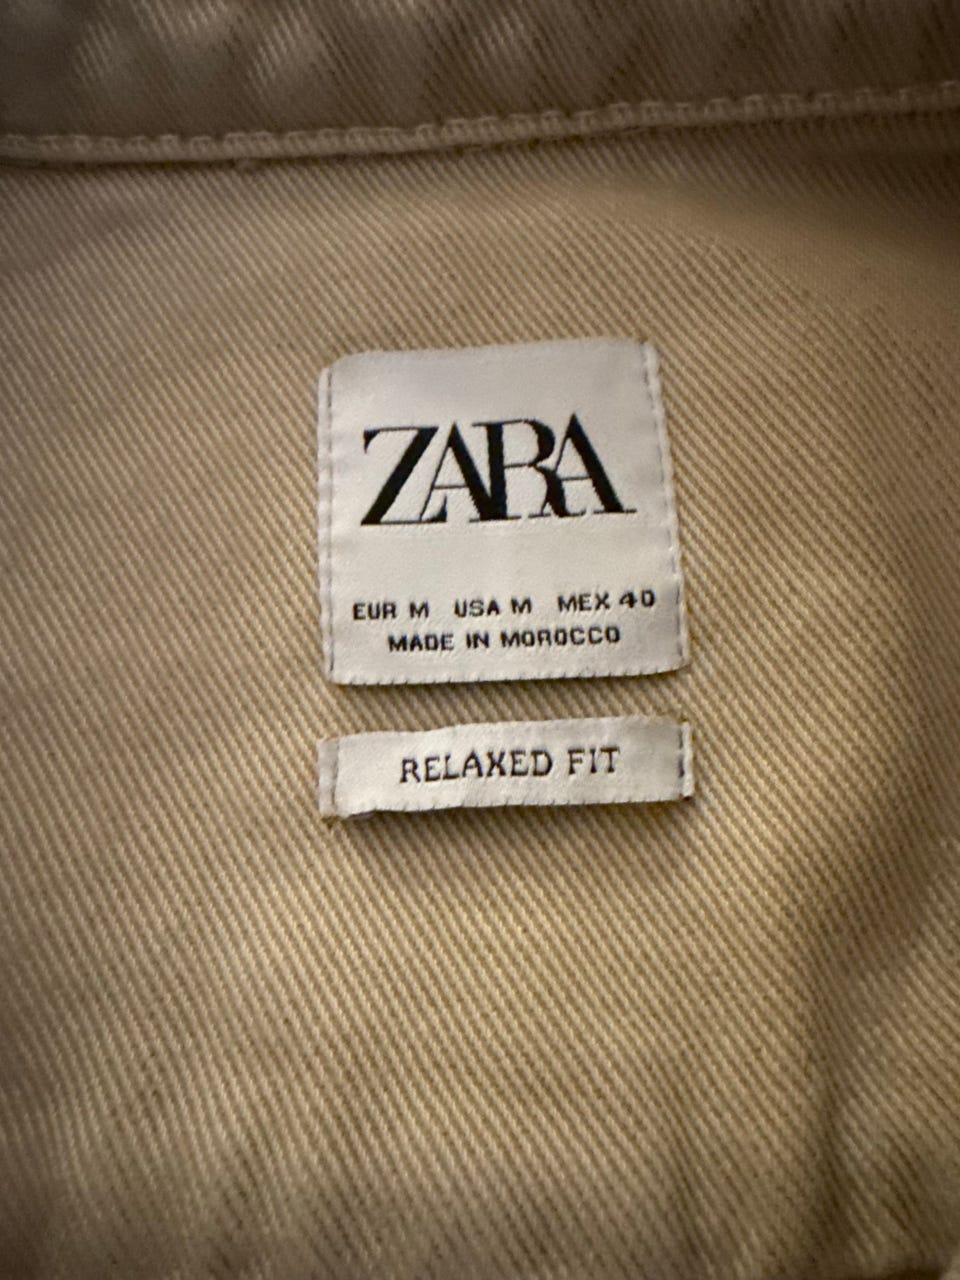 ZARA
EUR M USA M MEX 40
MADE IN MOROCCO
RELAXED FIT